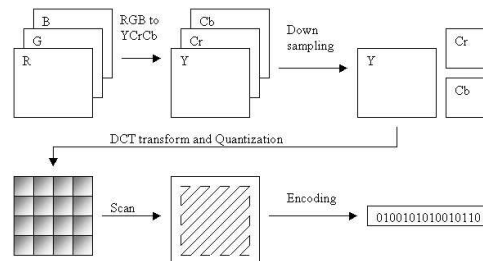 B
G
R
RGB to
YCrCb
Cb
Cr
Y
Down
sampling
Y
Cr
Cb
DCT transform and Quantization
Scan
Encoding
0100101010010110